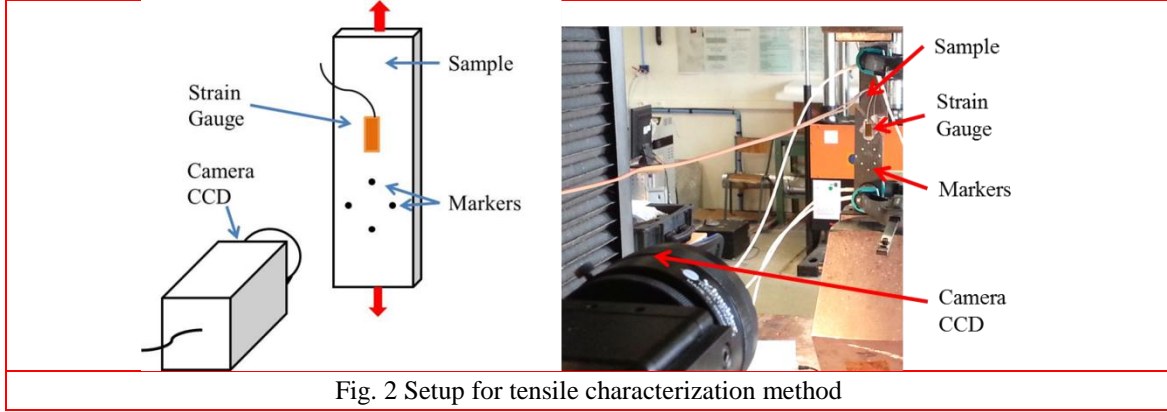 Sample
Strain
Gauge
Camera
CCD
Markers
Sample
Strain
Gauge
Markers
Camera
CCD
Fig. 2 Setup for tensile characterization method